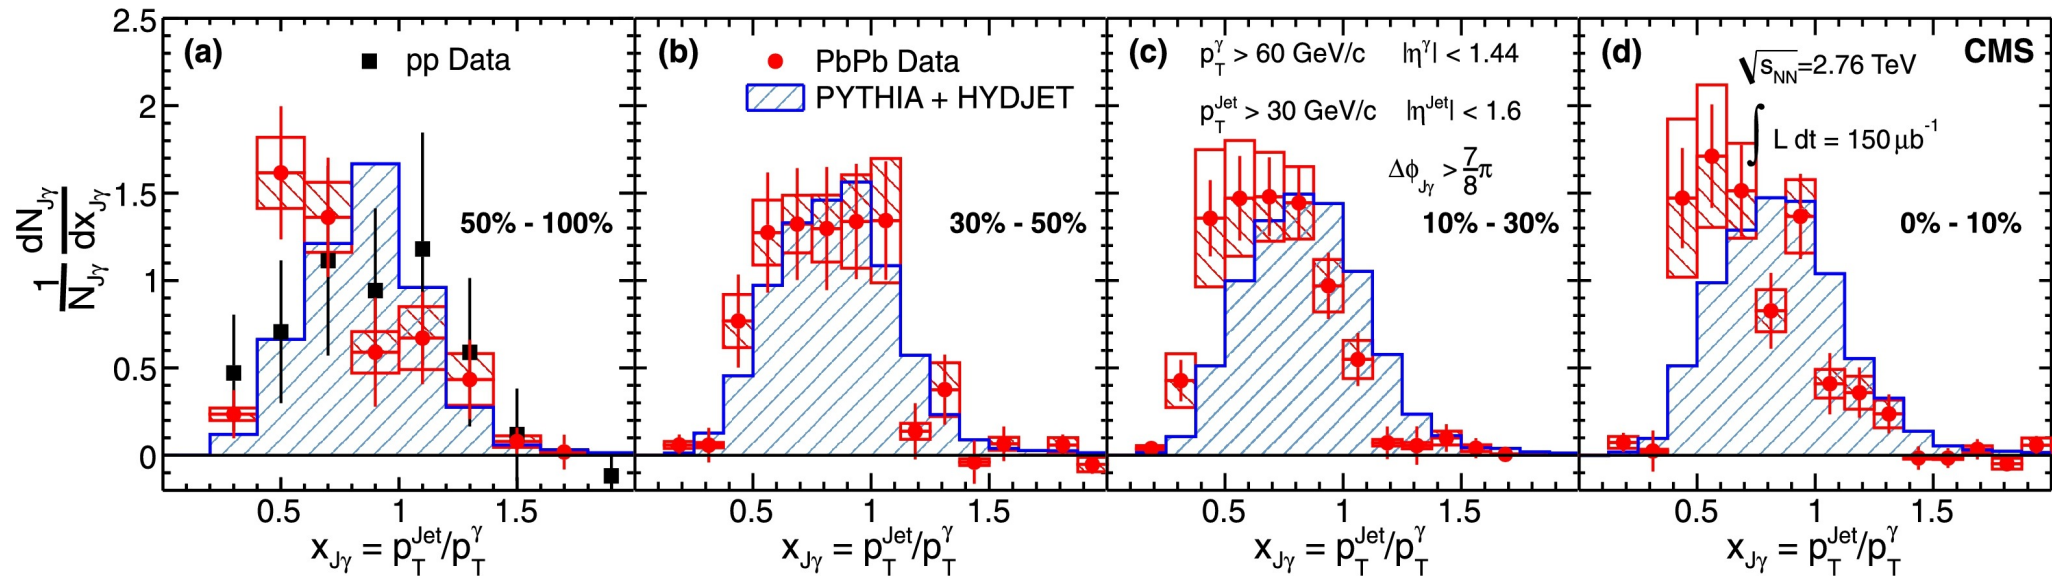 2.5
2
1.5
1
0.5
0
1/N_Jγ dN_Jγ/dx_Jγ
(a)
pp Data
50% - 100%
0.5 1 1.5
x_Jγ = p_T^Jet/p_T^γ
(b)
PbPb Data
PYTHIA + HYDJET
30% - 50%
0.5 1 1.5
x_Jγ = p_T^Jet/p_T^γ
(c)
p_T^γ > 60 GeV/c |η^γ| < 1.44
p_T^Jet > 30 GeV/c |η^Jet| < 1.6
Δϕ_Jγ > 7/8 π
10% - 30%
0.5 1 1.5
x_Jγ = p_T^Jet/p_T^γ
(d)
CMS
√s_NN=2.76 TeV
∫ L dt = 150 μb^-1
0% - 10%
0.5 1 1.5
x_Jγ = p_T^Jet/p_T^γ